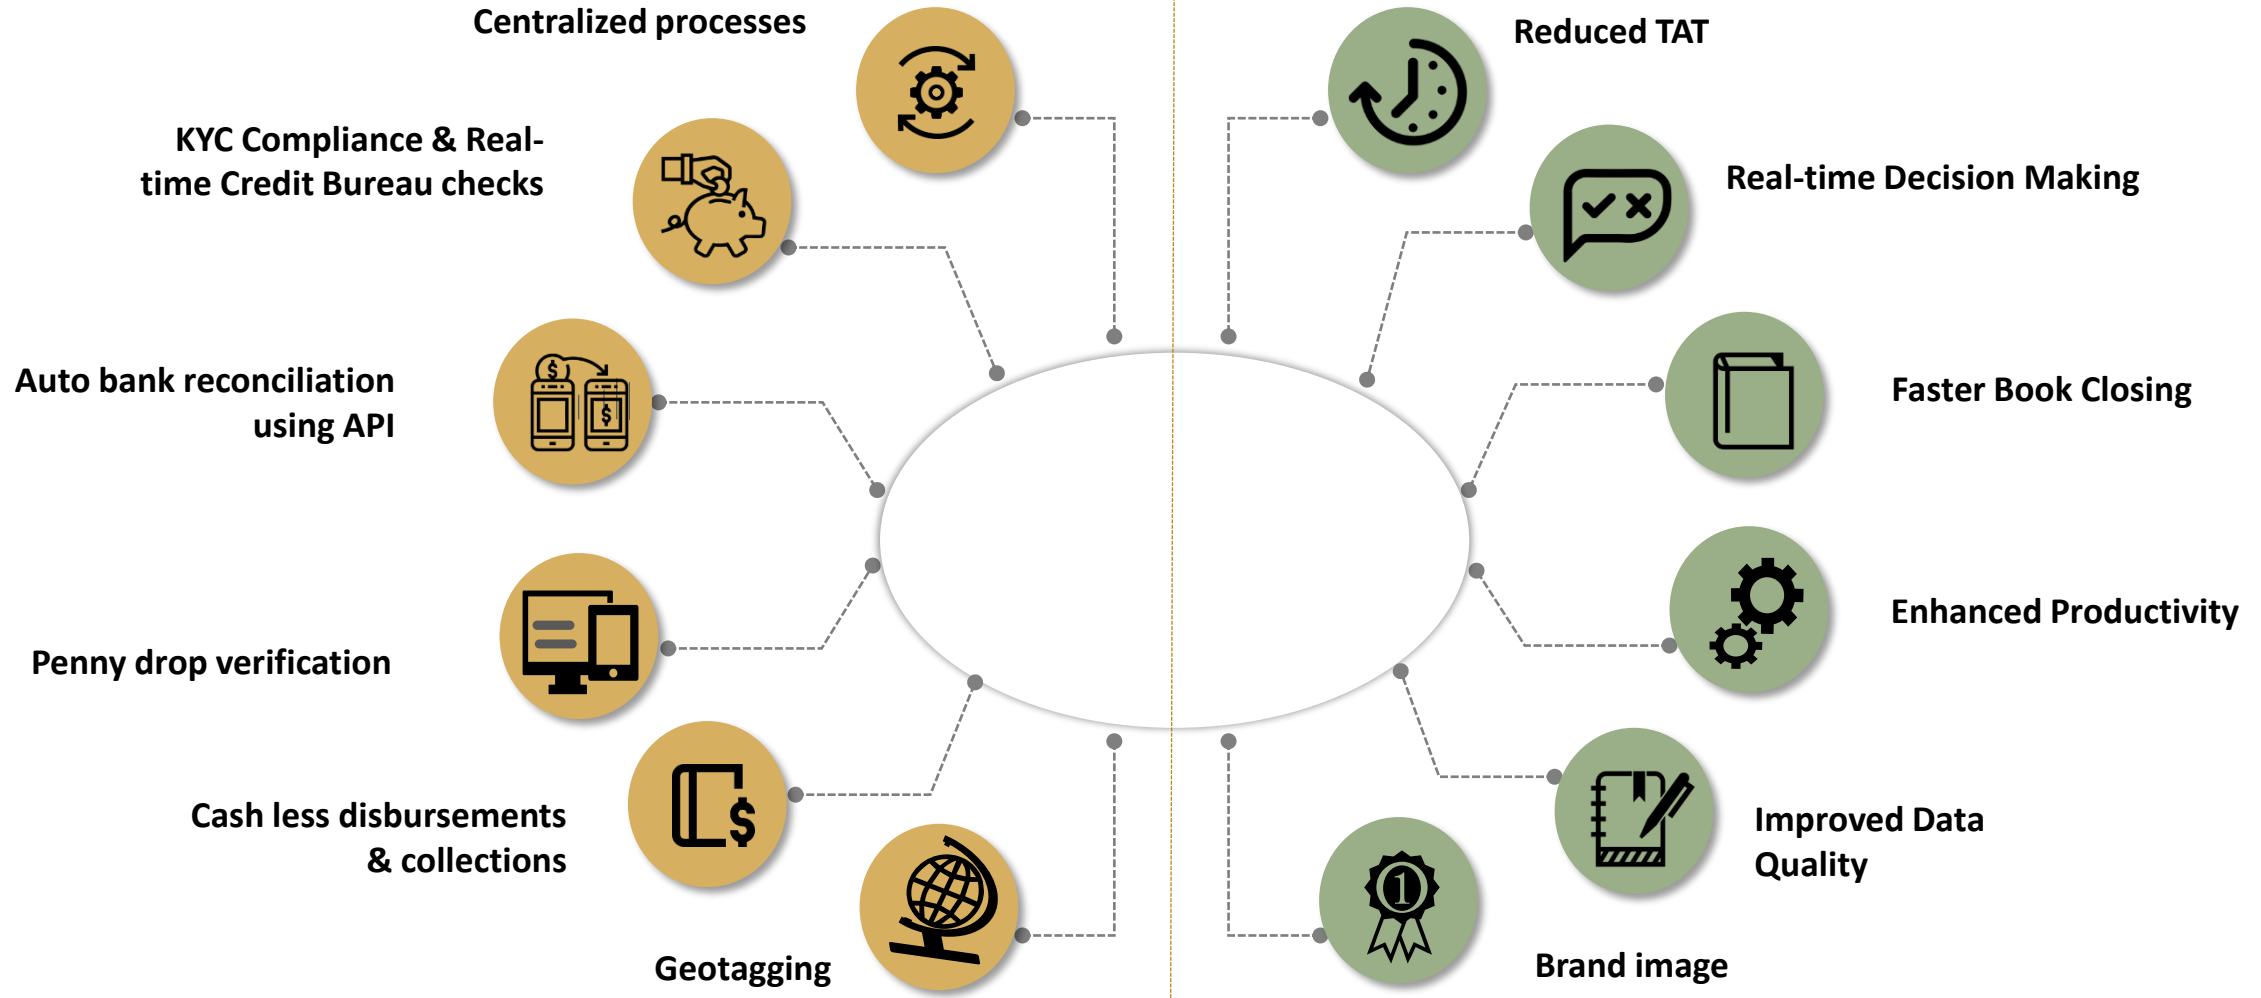 Centralized processes
KYC Compliance & Real-
time Credit Bureau checks
Auto bank reconciliation
using API
Penny drop verification
Cash less disbursements
& collections
Geotagging
Reduced TAT
Real-time Decision Making
Faster Book Closing
Enhanced Productivity
Improved Data
Quality
Brand image
$
$
$
1